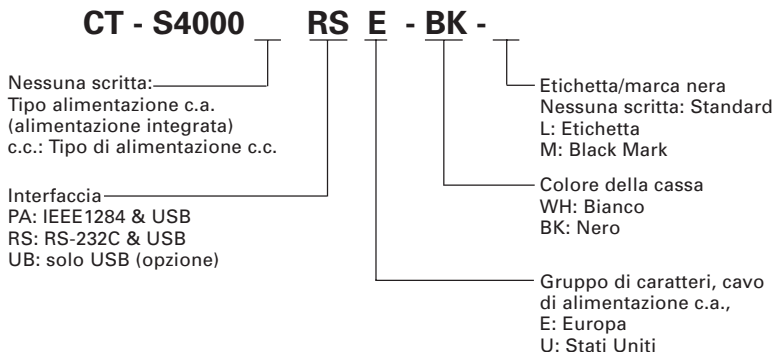 CT - S4000 __ RS E - BK - __
Nessuna scritta:
Tipo alimentazione c.a.
(alimentazione integrata)
c.c.: Tipo di alimentazione c.c.
Interfaccia
PA: IEEE1284 & USB
RS: RS-232C & USB
UB: solo USB (opzione)
Etichetta/marca nera
Nessuna scritta: Standard
L: Etichetta
M: Black Mark
Colore della cassa
WH: Bianco
BK: Nero
Gruppo di caratteri, cavo
di alimentazione c.a.,
E: Europa
U: Stati Uniti